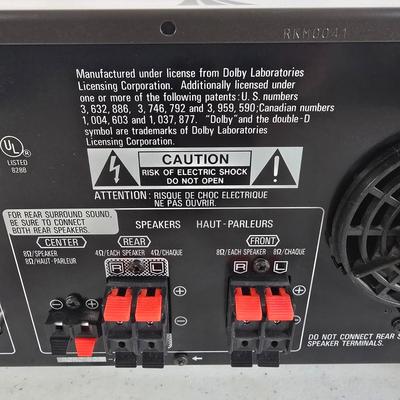 RKM0041
Manufactured under license from Dolby Laboratories
Licensing Corporation. Additionally licensed under
one or more of the following patents: U.S. numbers
3, 632, 886, 3, 746, 792 and 3, 959, 590; Canadian numbers
1, 004, 603 and 1, 037, 877. "Dolby" and the double-D
symbol are trademarks of Dolby Laboratories
Licensing Corporation.
UL
LISTED
828B
CAUTION
RISK OF ELECTRIC SHOCK
DO NOT OPEN
ATTENTION: RISQUE DE CHOC ELECTRIQUE
NE PAS OUVRIR.
FOR REAR SURROUND SOUND,
BE SURE TO CONNECT
BOTH REAR SPEAKERS.
SPEAKERS HAUT-PARLEURS
CENTER
8Ω/SPEAKER
8Ω/HAUT-PARLEUR
REAR
4Ω/EACH SPEAKER 4Ω/CHAQUE
R L
FRONT
8Ω/EACH SPEAKER 8Ω/CHAQUE
R L
+
−
+
−
DO NOT CONNECT REAR S
SPEAKER TERMINALS.